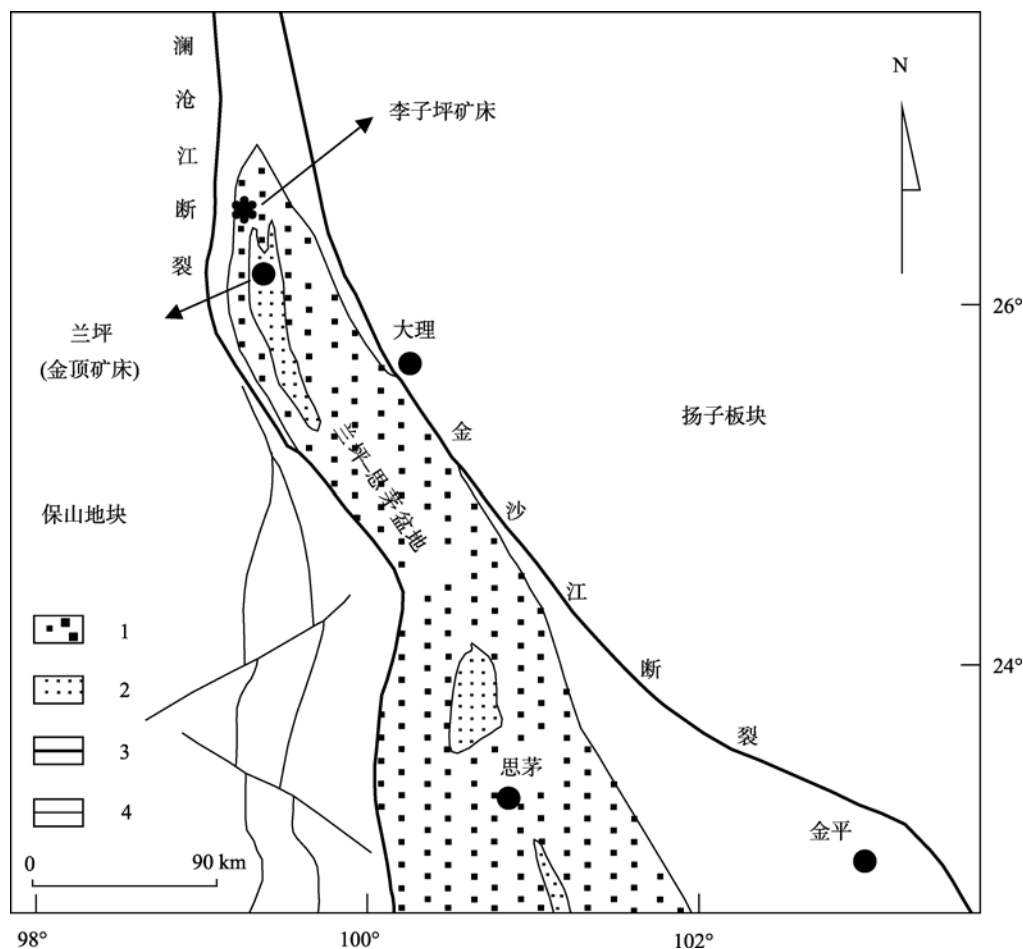 澜沧江断裂
N
李子坪矿床
26°
兰坪
(金顶矿床)
大理
扬子板块
金沙江断裂
兰坪–思茅盆地
保山地块
1
24°
2
3
思茅
4
金平
0
90 km
98°
100°
102°